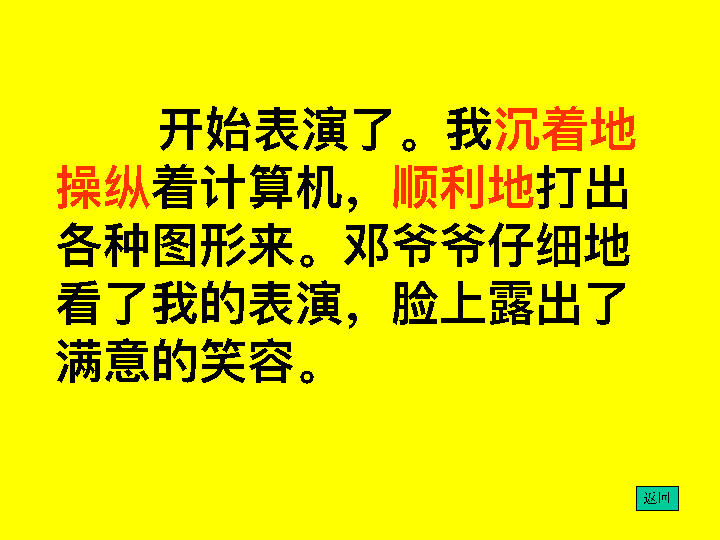 开始表演了。我沉着地
操纵着计算机，顺利地打出
各种图形来。邓爷爷仔细地
看了我的表演，脸上露出了
满意的笑容。
返回